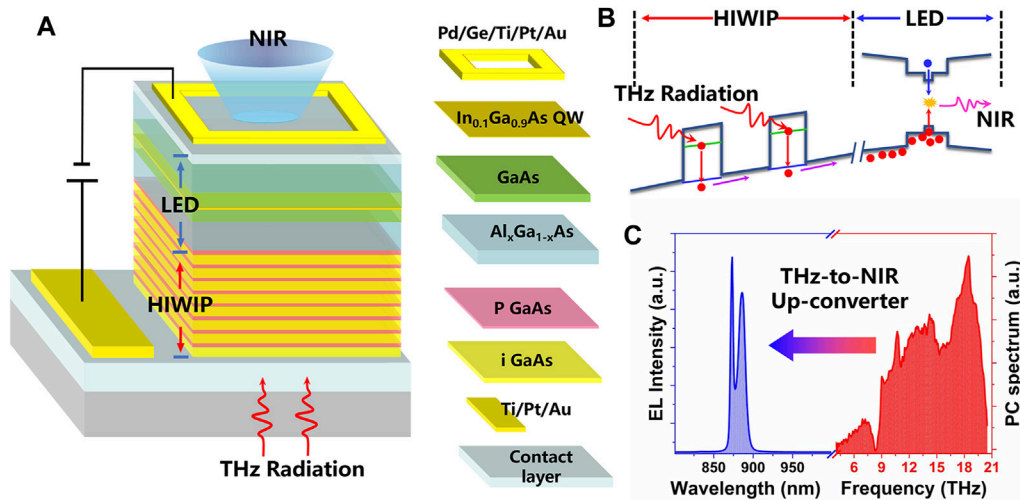 A
NIR
LED
HIWIP
THz Radiation
Pd/Ge/Ti/Pt/Au
In0.1Ga0.9As QW
GaAs
AlxGa1-xAs
P GaAs
i GaAs
Ti/Pt/Au
Contact
layer
B
HIWIP
LED
THz Radiation
NIR
C
THz-to-NIR
Up-converter
EL Intensity (a.u.)
PC spectrum (a.u.)
850 900 950
6 9 12 15 18 21
Wavelength (nm)
Frequency (THz)